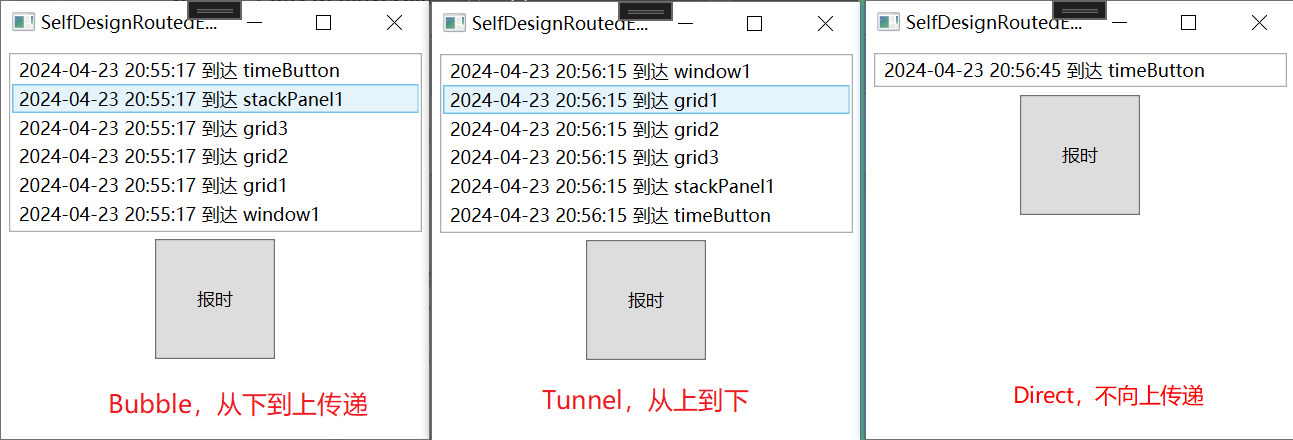 SelfDesignRoutedE...
2024-04-23 20:55:17 到达 timeButton
2024-04-23 20:55:17 到达 stackPanel1
2024-04-23 20:55:17 到达 grid3
2024-04-23 20:55:17 到达 grid2
2024-04-23 20:55:17 到达 grid1
2024-04-23 20:55:17 到达 window1
报时
Bubble，从下到上传递
SelfDesignRoutedE...
2024-04-23 20:56:15 到达 window1
2024-04-23 20:56:15 到达 grid1
2024-04-23 20:56:15 到达 grid2
2024-04-23 20:56:15 到达 grid3
2024-04-23 20:56:15 到达 stackPanel1
2024-04-23 20:56:15 到达 timeButton
报时
Tunnel，从上到下
SelfDesignRoutedE...
2024-04-23 20:56:45 到达 timeButton
报时
Direct，不向上传递